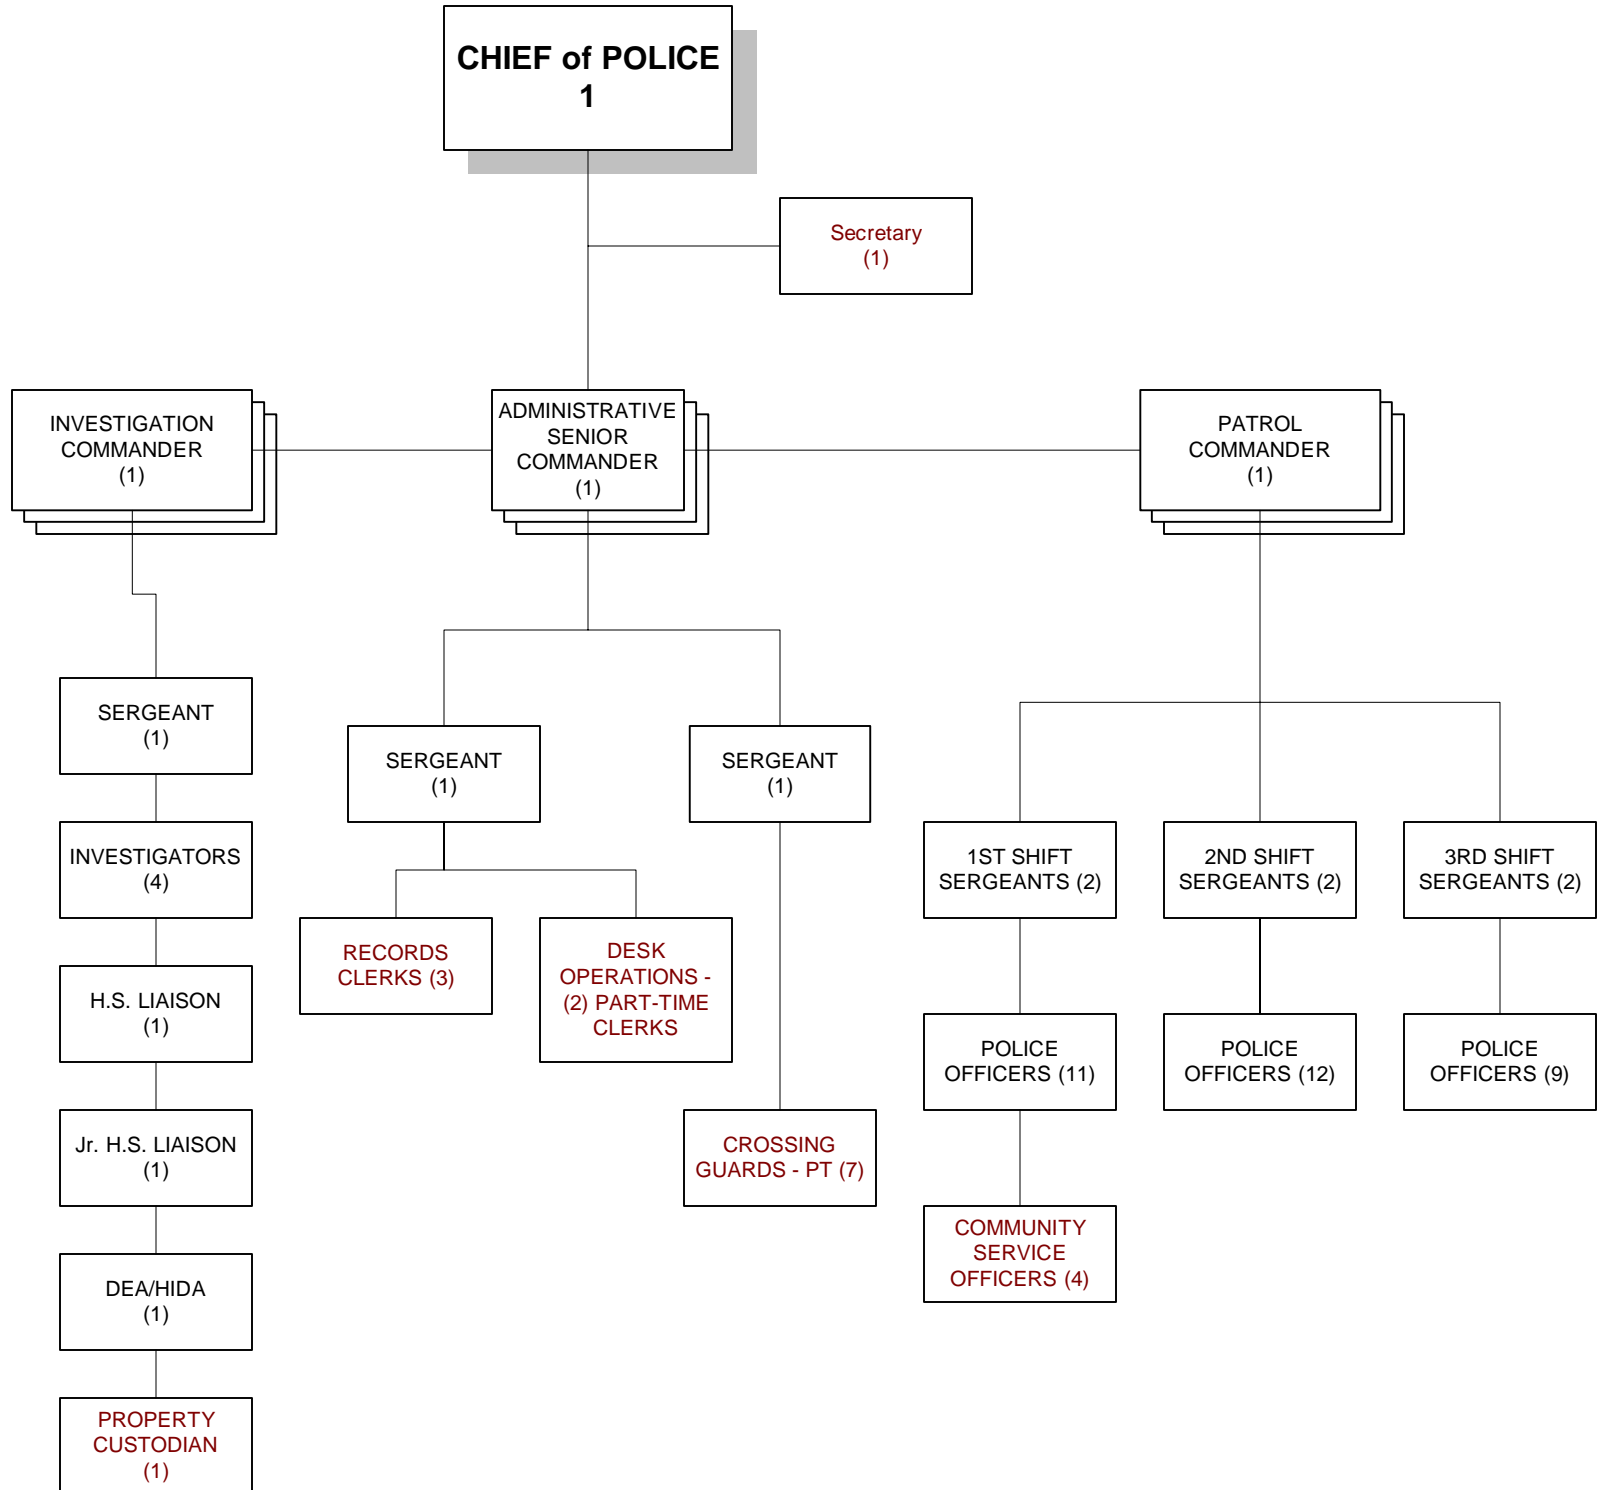 CHIEF of POLICE
1
Secretary
(1)
INVESTIGATION
COMMANDER
(1)
ADMINISTRATIVE
SENIOR
COMMANDER
(1)
PATROL
COMMANDER
(1)
SERGEANT
(1)
INVESTIGATORS
(4)
H.S. LIAISON
(1)
Jr. H.S. LIAISON
(1)
DEA/HIDA
(1)
PROPERTY
CUSTODIAN
(1)
SERGEANT
(1)
RECORDS
CLERKS (3)
DESK
OPERATIONS -
(2) PART-TIME
CLERKS
SERGEANT
(1)
CROSSING
GUARDS - PT (7)
1ST SHIFT
SERGEANTS (2)
POLICE
OFFICERS (11)
COMMUNITY
SERVICE
OFFICERS (4)
2ND SHIFT
SERGEANTS (2)
POLICE
OFFICERS (12)
3RD SHIFT
SERGEANTS (2)
POLICE
OFFICERS (9)